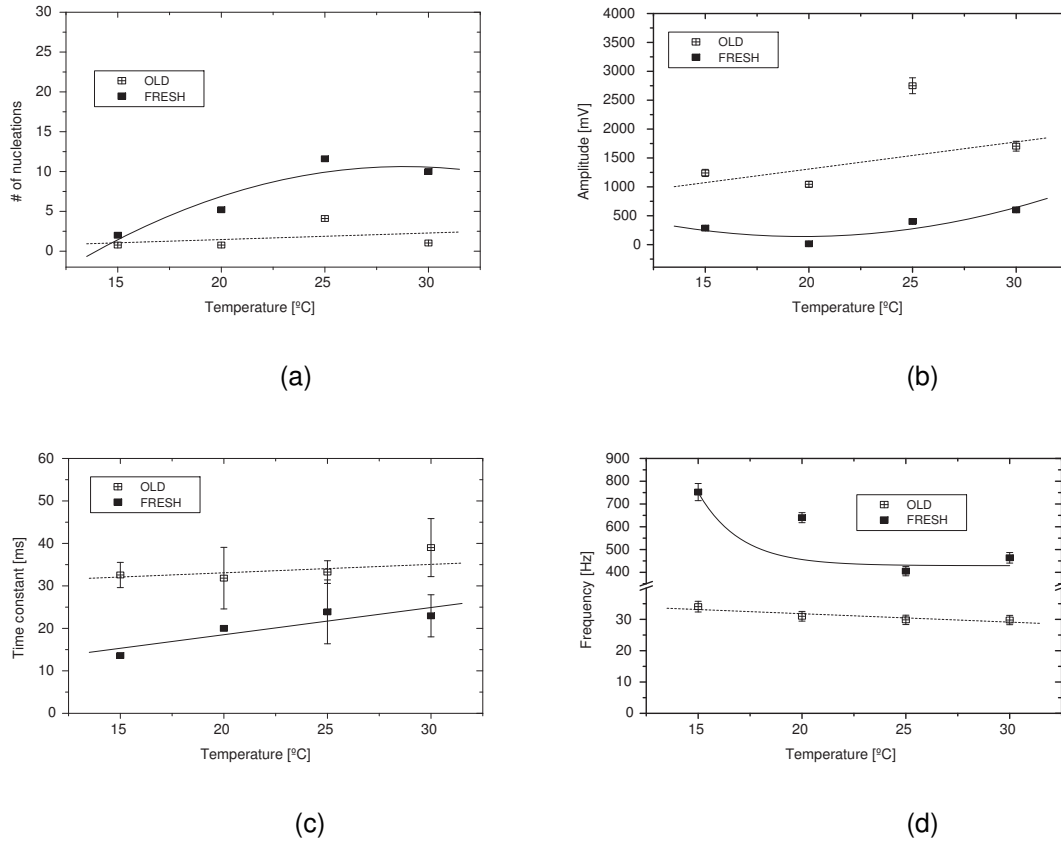 30
25
20
15
10
5
0
# of nucleations
OLD
FRESH
15 20 25 30
Temperature [ºC]
(a)
4000
3500
3000
2500
2000
1500
1000
500
0
Amplitude [mV]
OLD
FRESH
15 20 25 30
Temperature [ºC]
(b)
60
50
40
30
20
10
0
Time constant [ms]
OLD
FRESH
15 20 25 30
Temperature [ºC]
(c)
900
800
700
600
500
400
30
20
10
0
Frequency [Hz]
OLD
FRESH
15 20 25 30
Temperature [ºC]
(d)